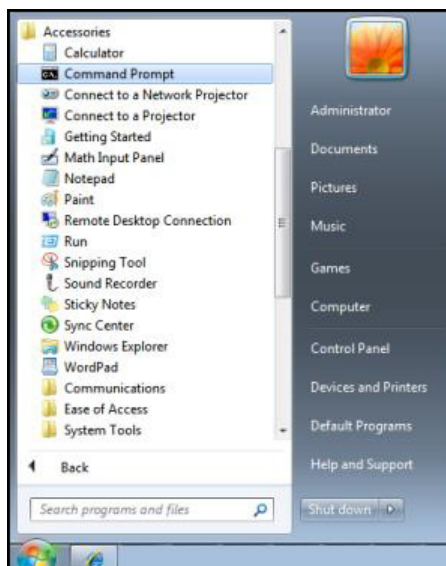 Accessories
Calculator
Command Prompt
Connect to a Network Projector
Connect to a Projector
Getting Started
Math Input Panel
Notepad
Paint
Remote Desktop Connection
Run
Snipping Tool
Sound Recorder
Sticky Notes
Sync Center
Windows Explorer
WordPad
Communications
Ease of Access
System Tools
Back
Search programs and files
Administrator
Documents
Pictures
Music
Games
Computer
Control Panel
Devices and Printers
Default Programs
Help and Support
Shut down